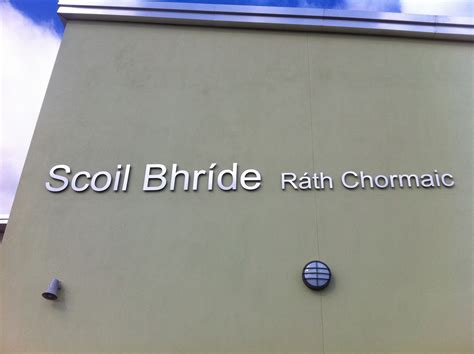 Scoil Bhríde Ráth Chormaic